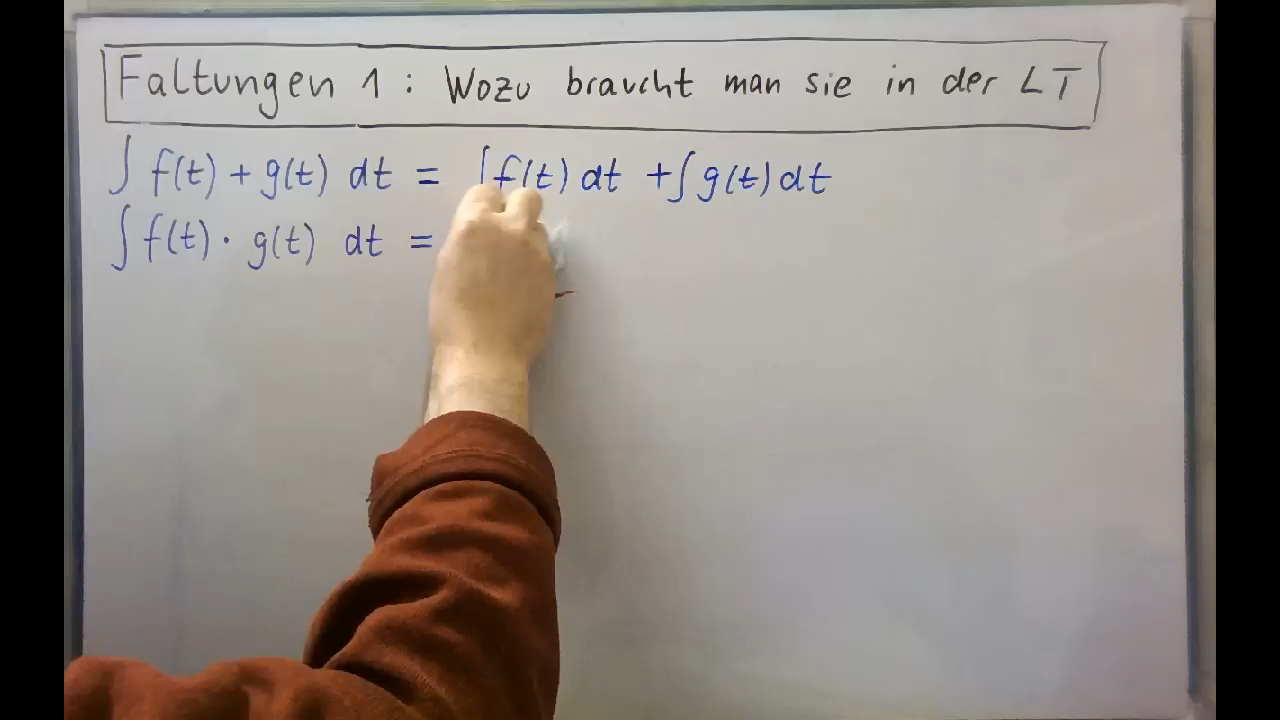 Faltungen 1 : Wozu braucht man sie in der LT
∫ f(t) + g(t) dt = ∫ f(t) dt + ∫ g(t) dt
∫ f(t) · g(t) dt =